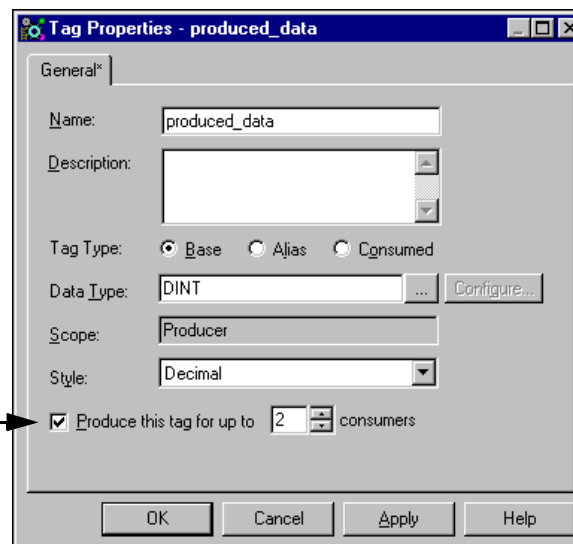 Tag Properties - produced_data
General*
Name: produced_data
Description:
Tag Type: Base Alias Consumed
Data Type: DINT ... Configure...
Scope: Producer
Style: Decimal
Produce this tag for up to 2 consumers
OK Cancel Apply Help